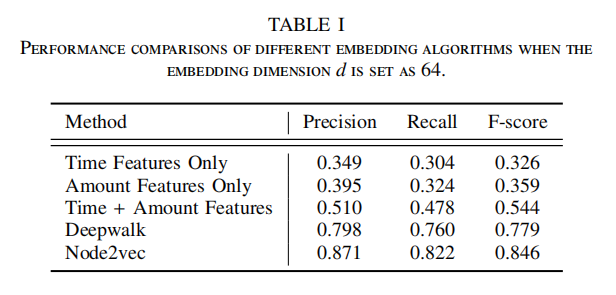 TABLE I
PERFORMANCE COMPARISONS OF DIFFERENT EMBEDDING ALGORITHMS WHEN THE
EMBEDDING DIMENSION d IS SET AS 64.
Method Precision Recall F-score
Time Features Only 0.349 0.304 0.326
Amount Features Only 0.395 0.324 0.359
Time + Amount Features 0.510 0.478 0.544
Deepwalk 0.798 0.760 0.779
Node2vec 0.871 0.822 0.846